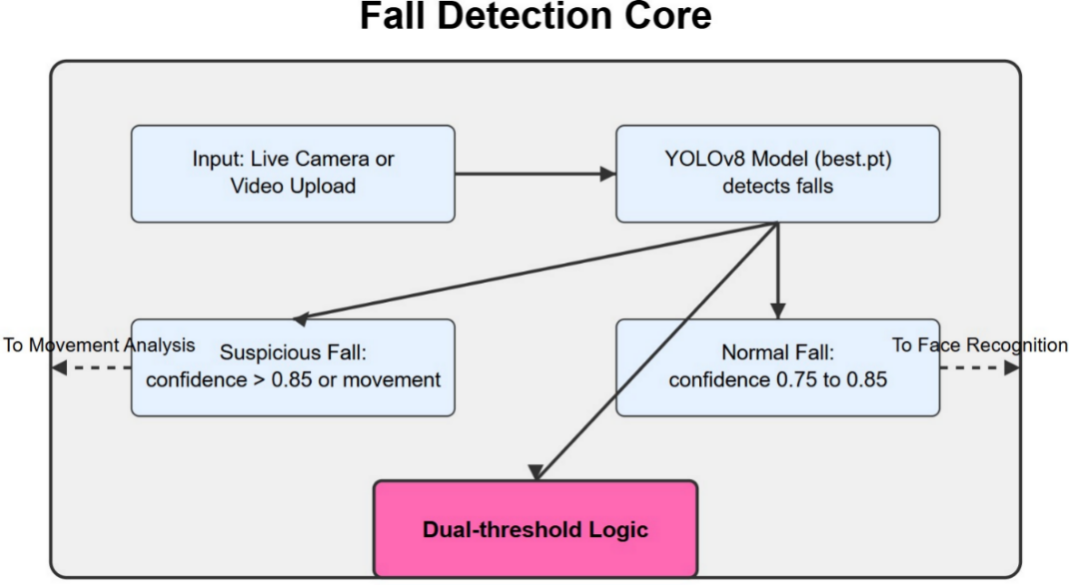 Fall Detection Core
Input: Live Camera or
Video Upload
YOLOv8 Model (best.pt)
detects falls
To Movement Analysis
Suspicious Fall:
confidence > 0.85 or movement
Normal Fall:
confidence 0.75 to 0.85
To Face Recognition
Dual-threshold Logic